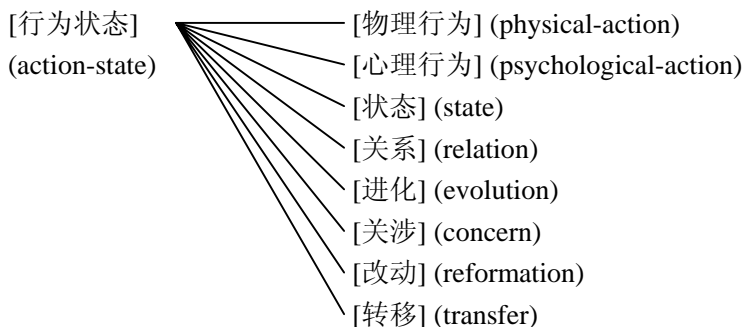 [行为状态] [物理行为] (physical-action)
(action-state) [心理行为] (psychological-action)
[状态] (state)
[关系] (relation)
[进化] (evolution)
[关涉] (concern)
[改动] (reformation)
[转移] (transfer)